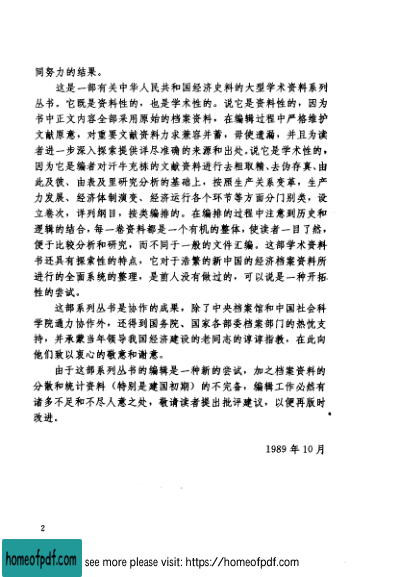 同努力的结果。
这是一部有关中华人民共和国经济史料的大型学术资料系列
丛书。它既是资料性的，也是学术性的。说它是资料性的，因为
书中正文内容全部采用原始的档案资料，在编辑过程中严格维护
文献原意，对重要文献资料力求兼容并蓄，毋使遗漏，并且为读
者进一步深入探索提供详尽准确的来源和出处。说它是学术性的，
因为它是编者对汗牛充栋的文献资料进行去粗取精、去伪存真、由
此及彼、由表及里研究分析的基础上，按照生产关系变革，生产
力发展、经济体制演变、经济运行各个环节等方面分门别类，设
立卷次，详列纲目，按类编排的。在编排的过程中注意到历史和
逻辑的结合，每一卷资料都是一个有机的整体，使读者一目了然，
便于比较分析和研究，而不同于一般的文件汇编。这部学术资料
书还具有探索性的特点，它对于浩繁的新中国的经济档案资料所
进行的全面系统的整理，是前人没有做过的，可以说是一种开拓
性的尝试。
这部系列丛书是协作的成果，除了中央档案馆和中国社会科
学院通力协作外，还得到国务院、国家各部委档案部门的热忱支
持，并承蒙当年领导我国经济建设的老同志的谆谆指教，在此向
他们致以衷心的敬意和谢意。
由于这部系列丛书的编辑是一种新的尝试，加之档案资料的
分散和统计资料（特别是建国初期）的不完备，编辑工作必然有
诸多不足和不尽人意之处，敬请读者提出批评建议，以便再版时
改进。
1989 年 10 月
2
homeofpdf.com
see more please visit: https://homeofpdf.com